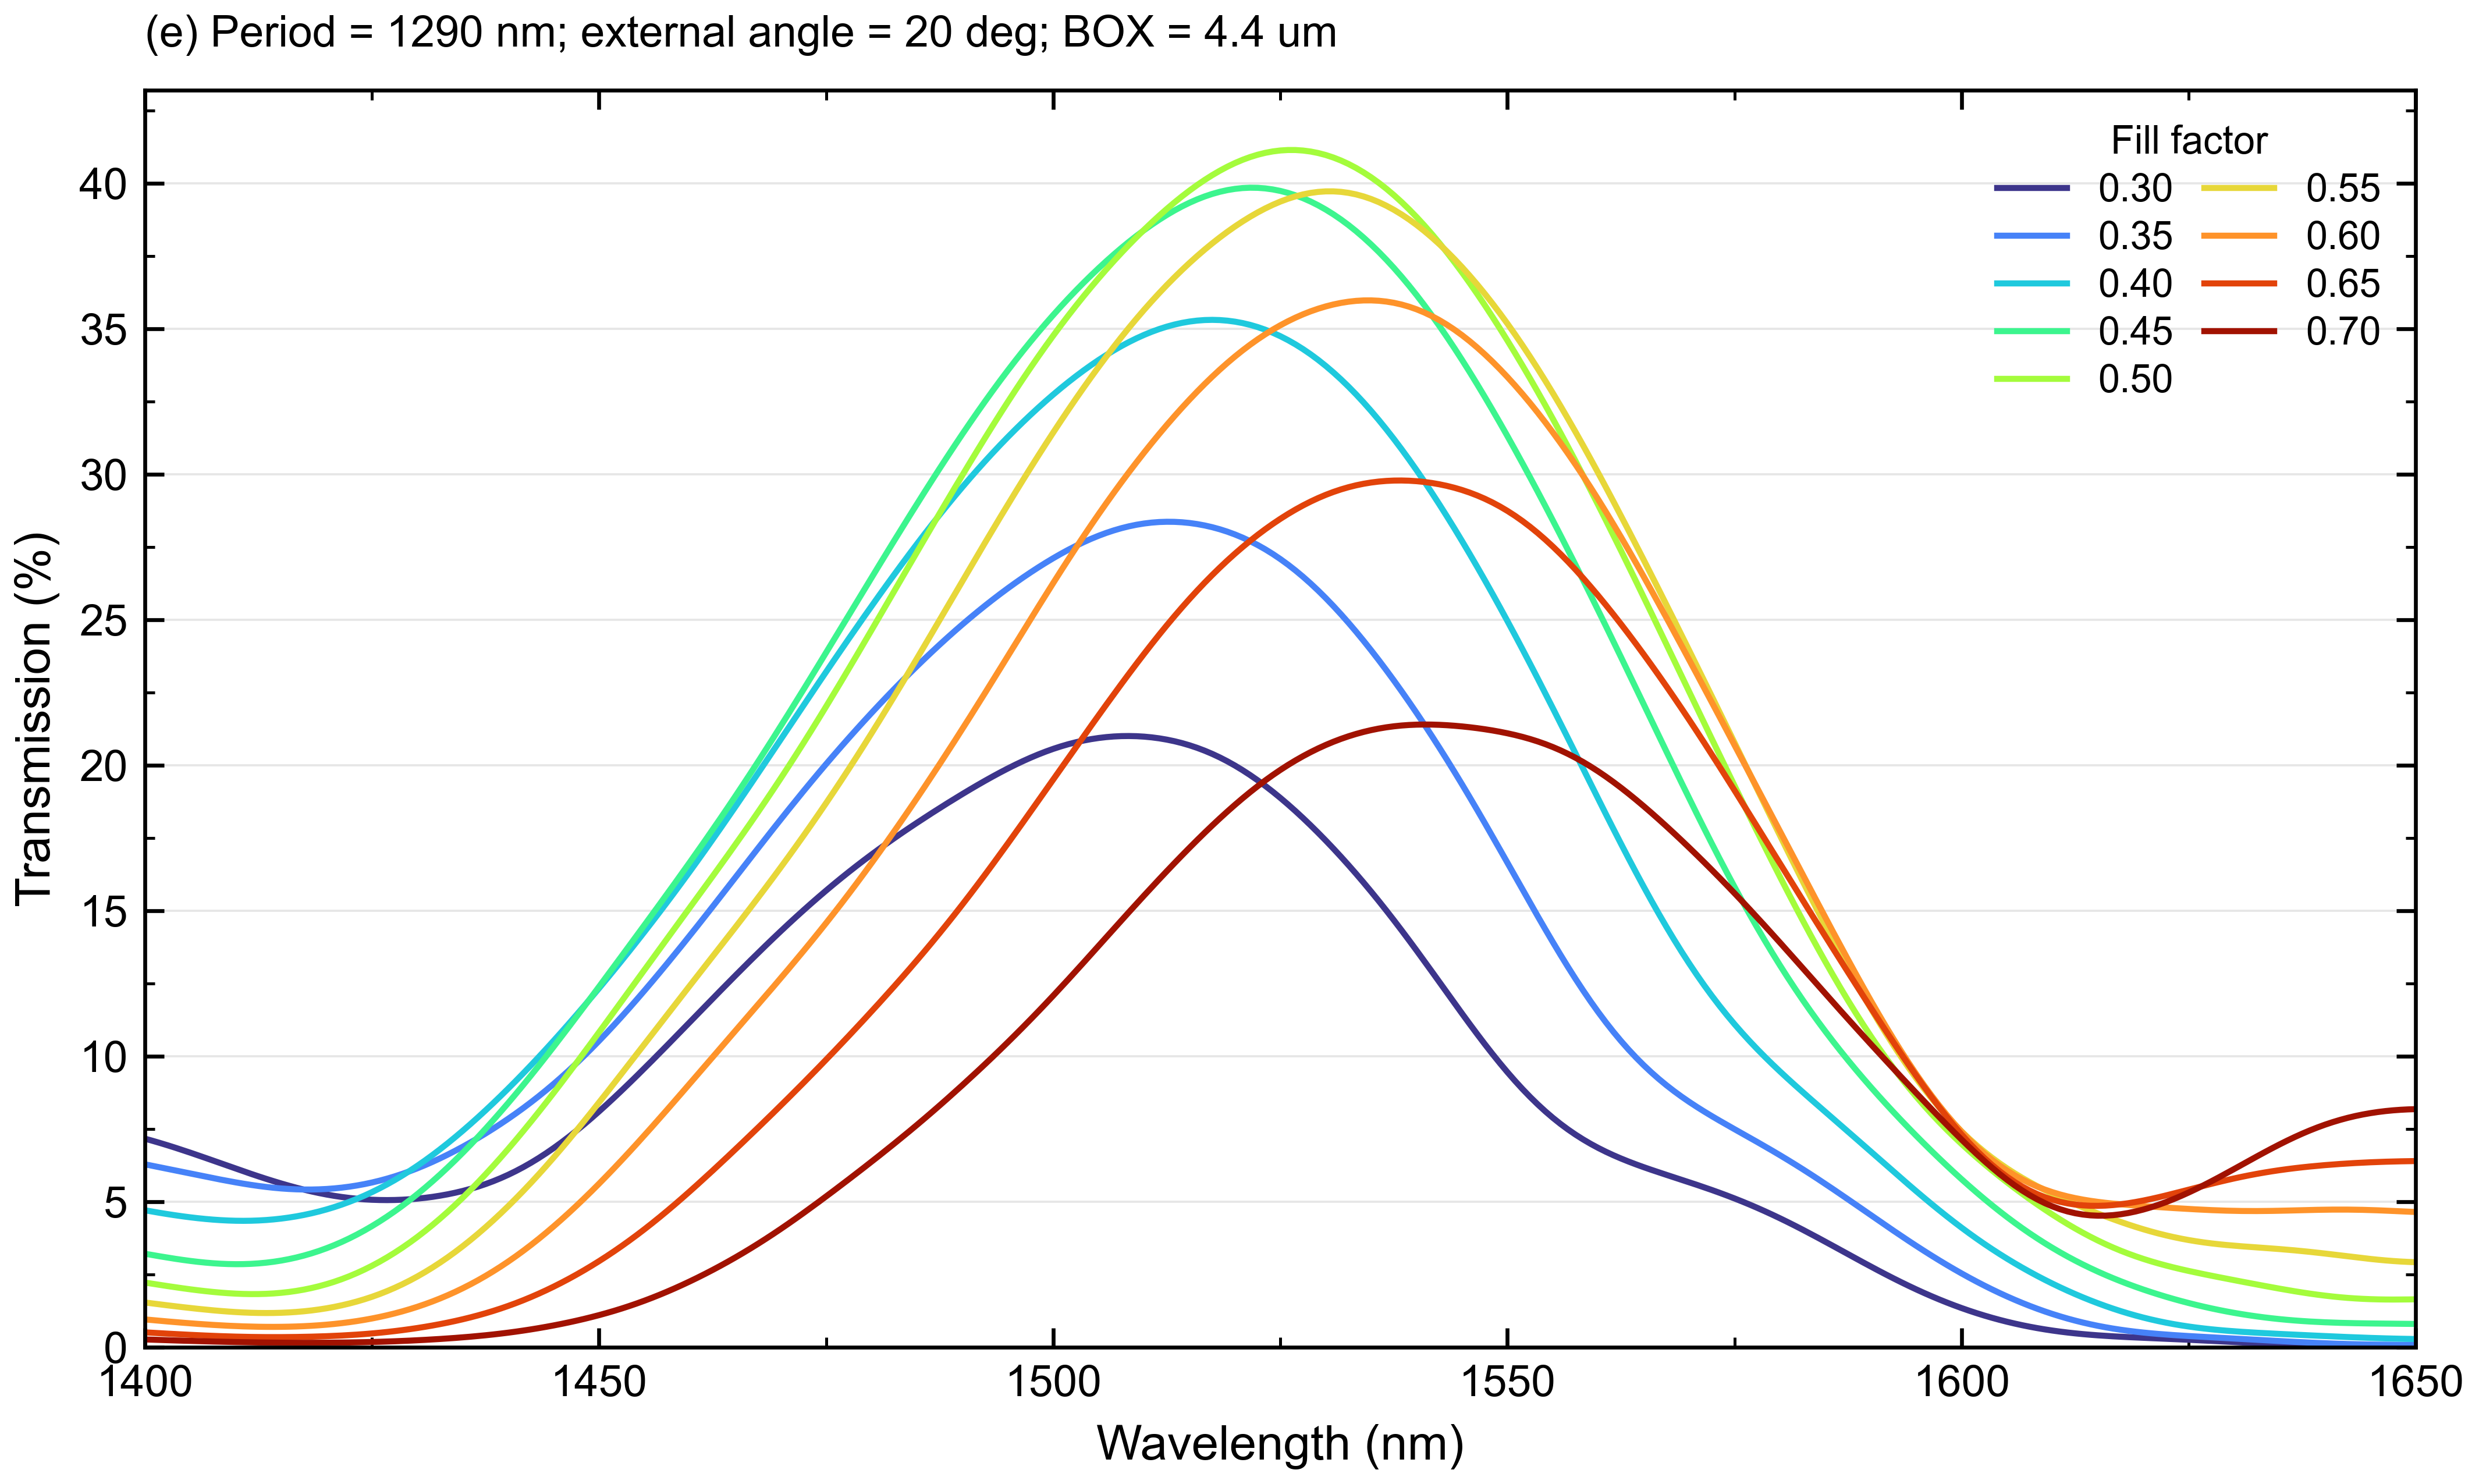 (e) Period = 1290 nm; external angle = 20 deg; BOX = 4.4 um
Transmission (%)
40
35
30
25
20
15
10
5
0
Fill factor
0.30 0.55
0.35 0.60
0.40 0.65
0.45 0.70
0.50
1400 1450 1500 1550 1600 1650
Wavelength (nm)